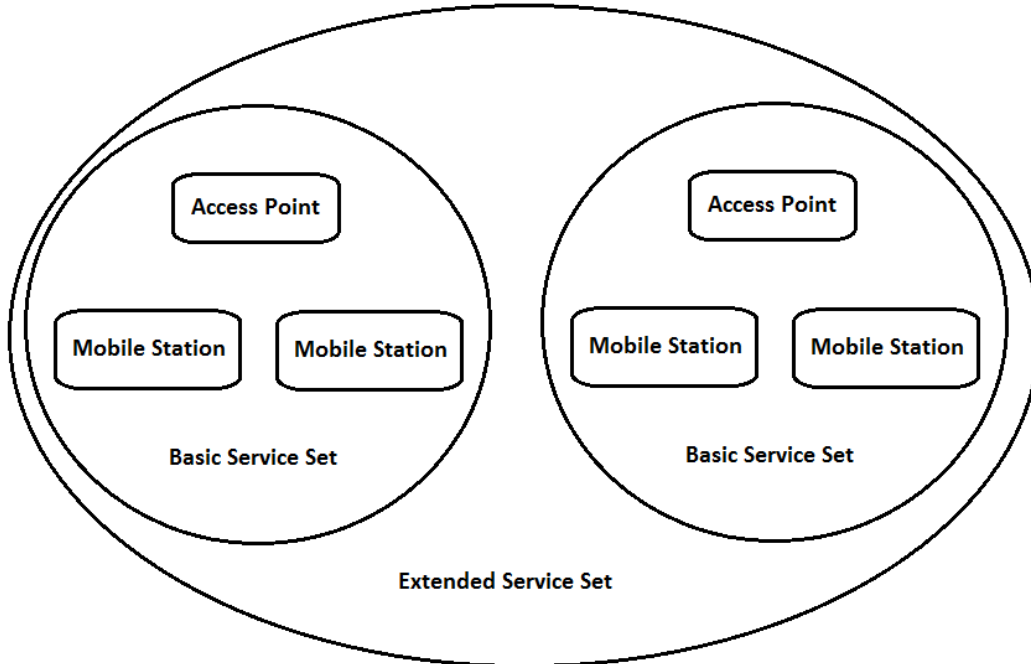 Access Point
Access Point
Mobile Station
Mobile Station
Mobile Station
Mobile Station
Basic Service Set
Basic Service Set
Extended Service Set